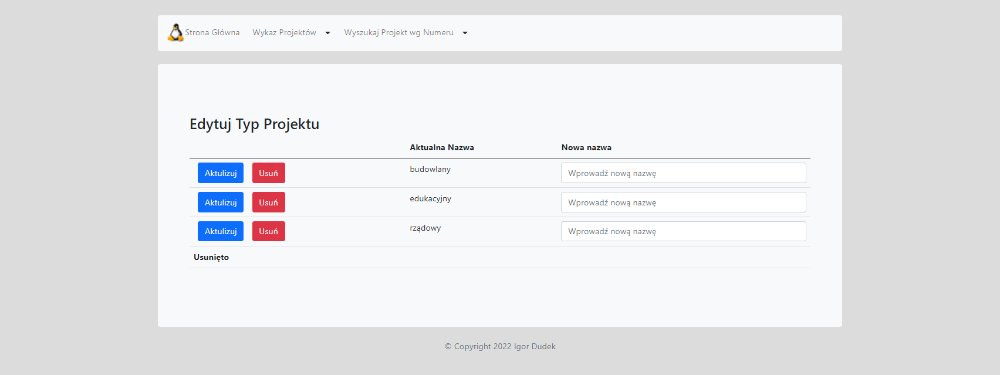 Strona Główna Wykaz Projektów Wyszukaj Projekt wg Numeru
Edytuj Typ Projektu
Aktualna Nazwa Nowa nazwa
Aktulizuj Usuń budowlany Wprowadź nową nazwę
Aktulizuj Usuń edukacyjny Wprowadź nową nazwę
Aktulizuj Usuń rządowy Wprowadź nową nazwę
Usunięto
© Copyright 2022 Igor Dudek